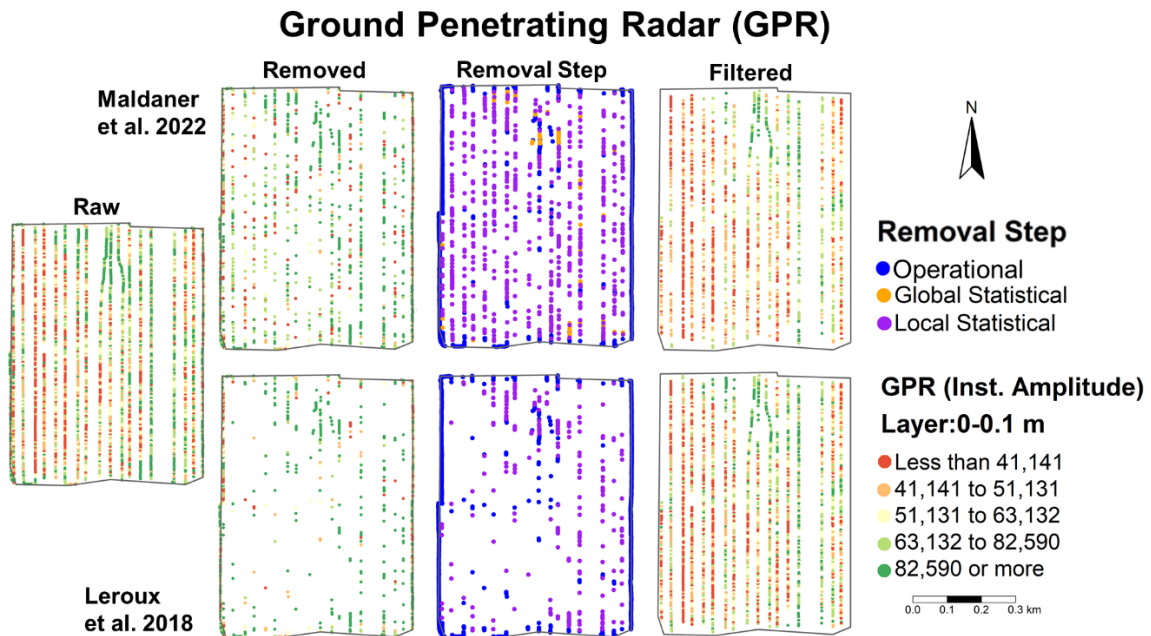 Ground Penetrating Radar (GPR)
Removed
Removal Step
Filtered
Maldaner
et al. 2022
Raw
N
Removal Step
Operational
Global Statistical
Local Statistical
GPR (Inst. Amplitude)
Layer:0-0.1 m
Less than 41,141
41,141 to 51,131
51,131 to 63,132
63,132 to 82,590
82,590 or more
0.0 0.1 0.2 0.3 km
Leroux
et al. 2018